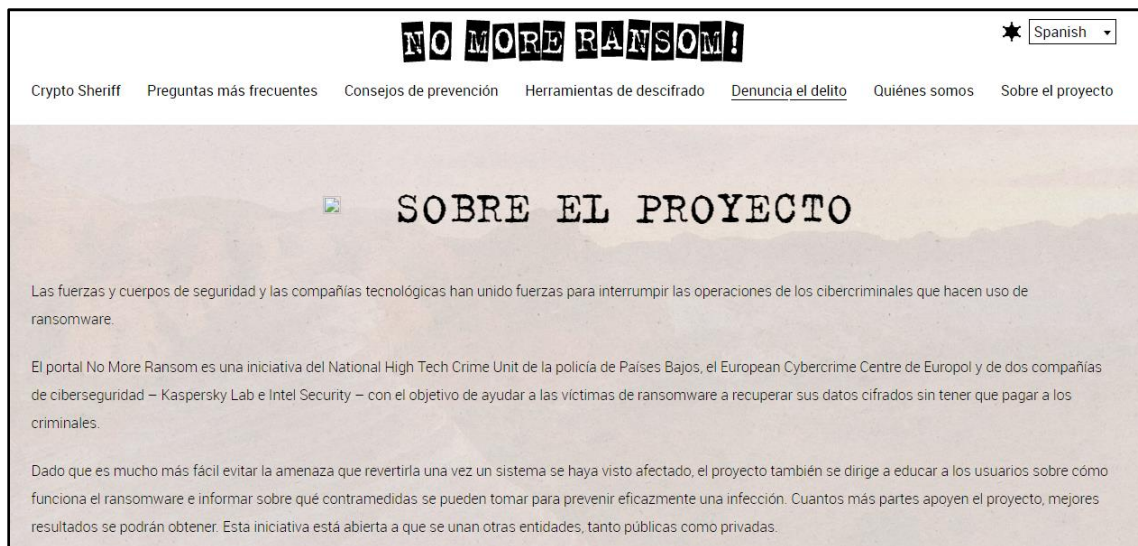 NO MORE RANSOM!
Spanish
Crypto Sheriff Preguntas más frecuentes Consejos de prevención Herramientas de descifrado Denuncia el delito Quiénes somos Sobre el proyecto
SOBRE EL PROYECTO
Las fuerzas y cuerpos de seguridad y las compañías tecnológicas han unido fuerzas para interrumpir las operaciones de los cibercriminales que hacen uso de
ransomware.
El portal No More Ransom es una iniciativa del National High Tech Crime Unit de la policía de Países Bajos, el European Cybercrime Centre de Europol y de dos compañías
de ciberseguridad – Kaspersky Lab e Intel Security – con el objetivo de ayudar a las víctimas de ransomware a recuperar sus datos cifrados sin tener que pagar a los
criminales.
Dado que es mucho más fácil evitar la amenaza que revertirla una vez un sistema se haya visto afectado, el proyecto también se dirige a educar a los usuarios sobre cómo
funciona el ransomware e informar sobre qué contramedidas se pueden tomar para prevenir eficazmente una infección. Cuantos más partes apoyen el proyecto, mejores
resultados se podrán obtener. Esta iniciativa está abierta a que se unan otras entidades, tanto públicas como privadas.